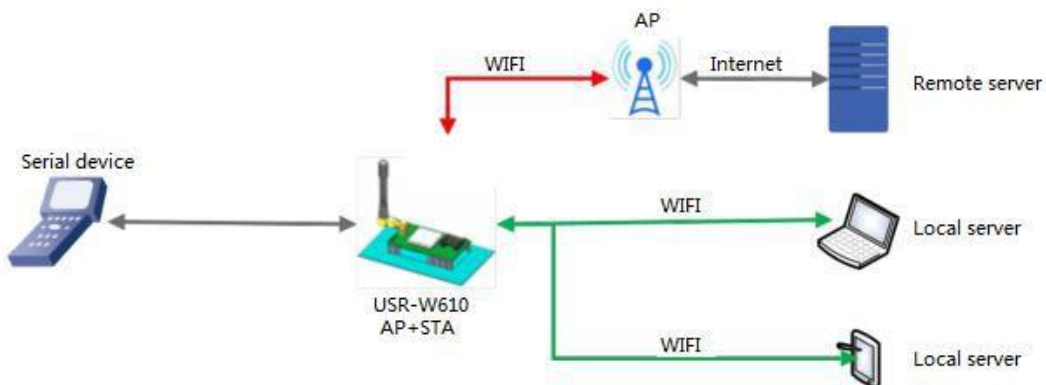 AP
WIFI
Internet
Remote server
Serial device
WIFI
Local server
USR-W610
AP+STA
WIFI
Local server